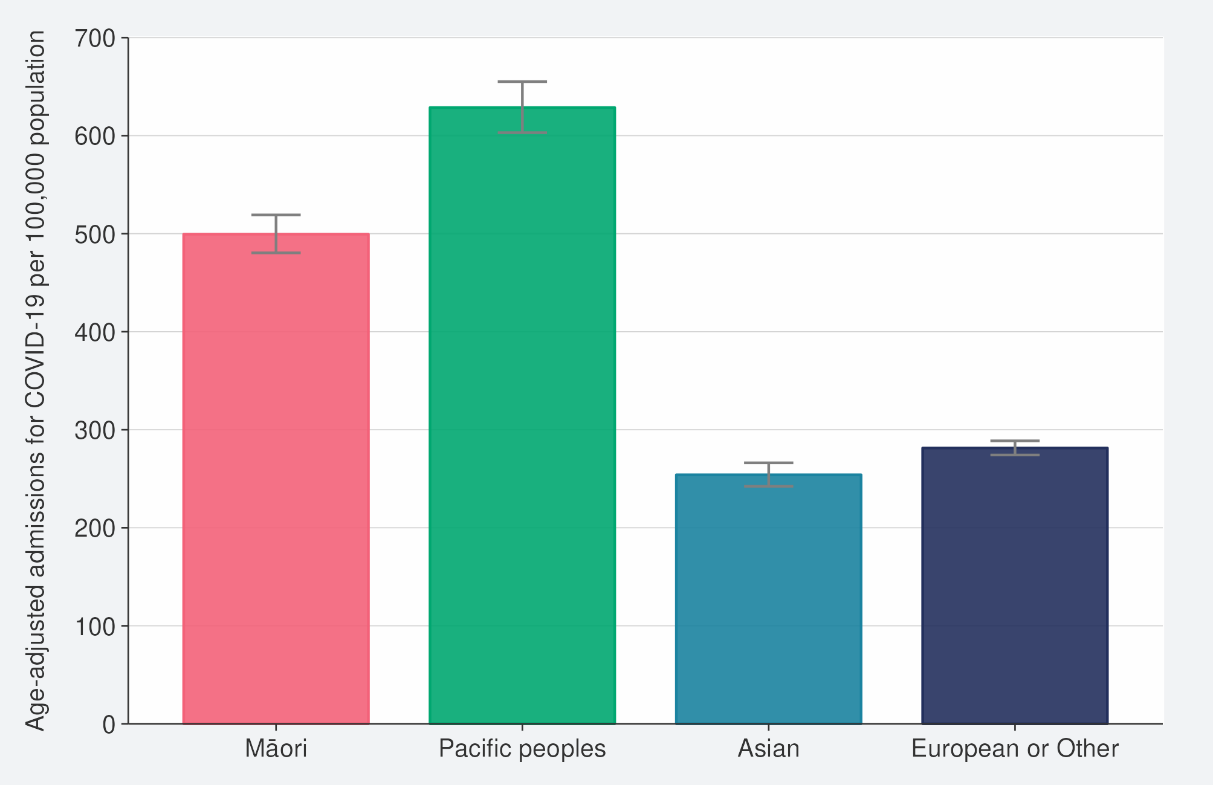 Age-adjusted admissions for COVID-19 per 100,000 population
700
600
500
400
300
200
100
0
Māori
Pacific peoples
Asian
European or Other